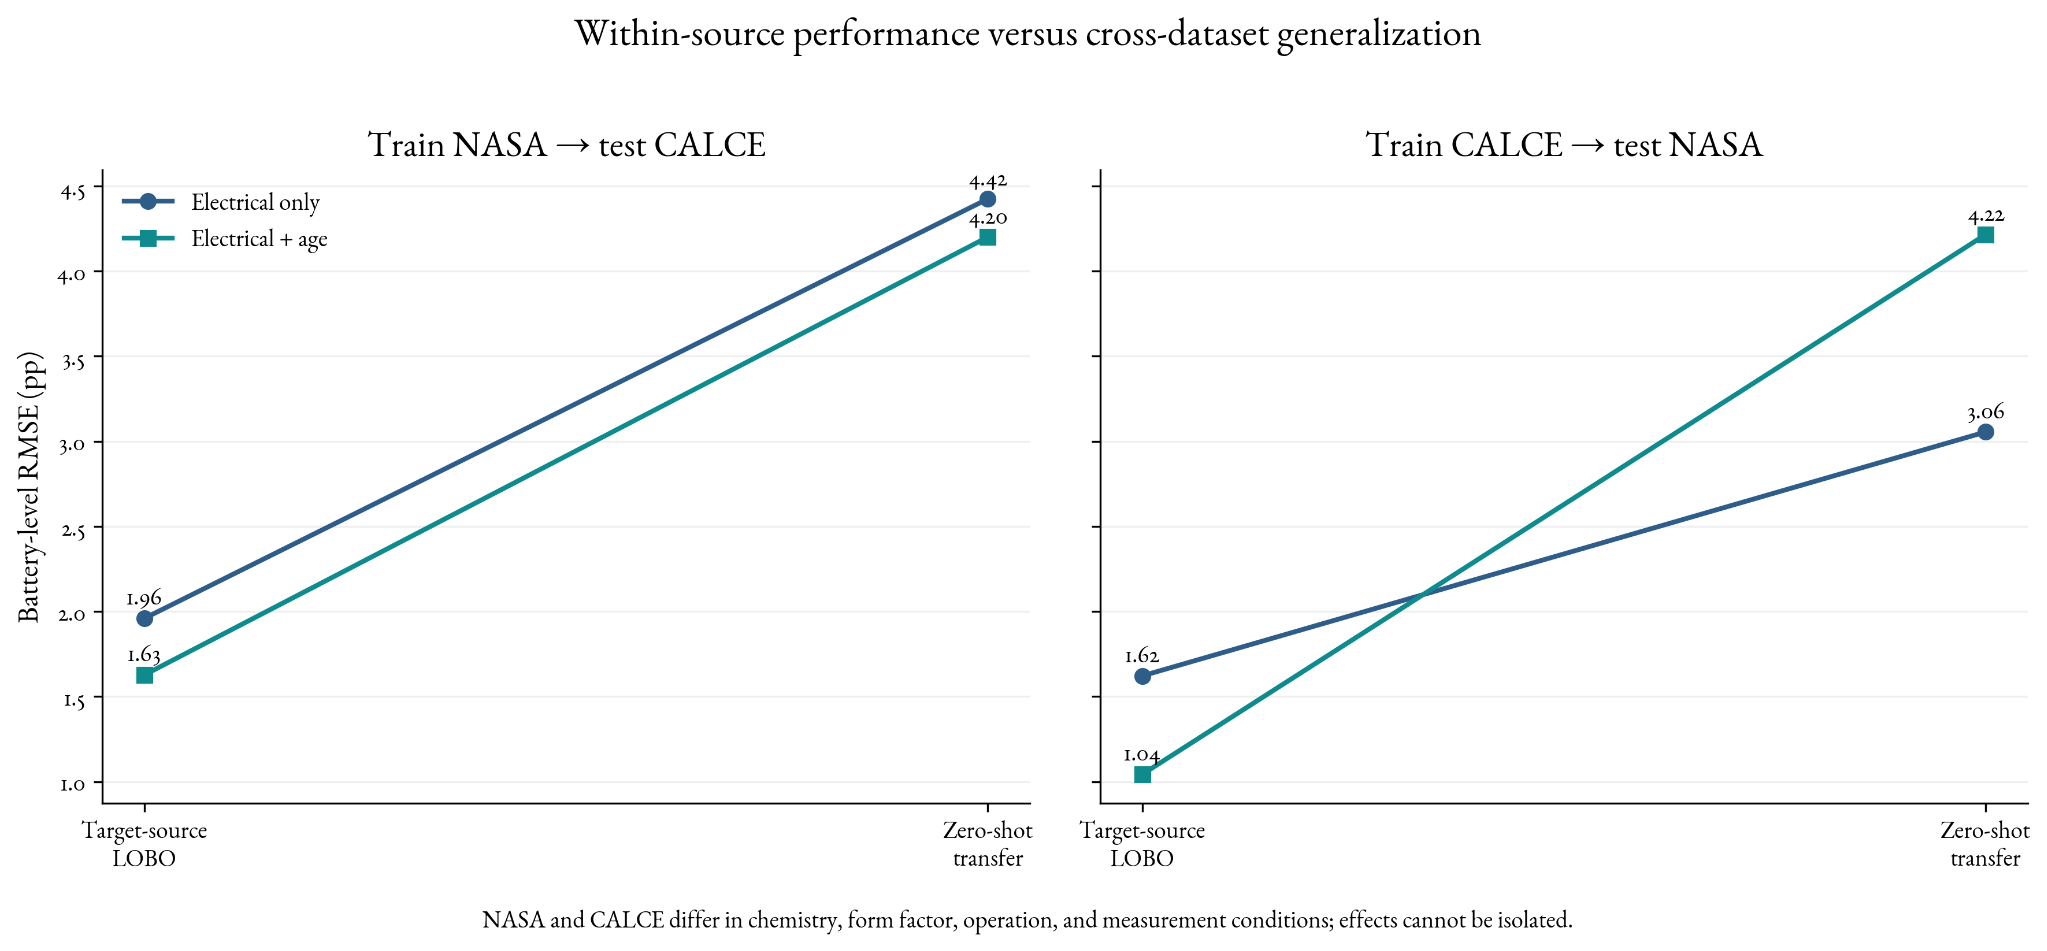 Within-source performance versus cross-dataset generalization
Train NASA → test CALCE
Train CALCE → test NASA
Electrical only
Electrical + age
Battery-level RMSE (pp)
4.5
4.0
3.5
3.0
2.5
2.0
1.5
1.0
1.96
1.63
4.42
4.20
1.62
1.04
4.22
3.06
Target-source
LOBO
Zero-shot
transfer
Target-source
LOBO
Zero-shot
transfer
NASA and CALCE differ in chemistry, form factor, operation, and measurement conditions; effects cannot be isolated.